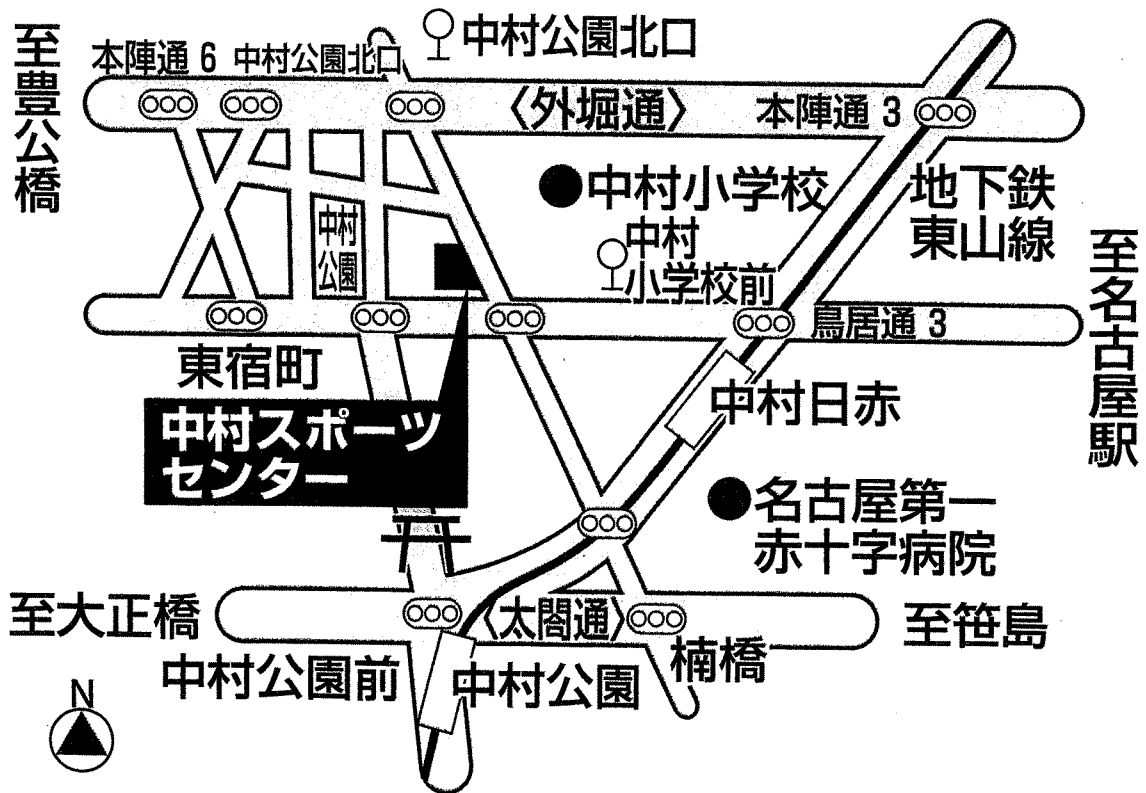 至豊公橋
本陣通 6
中村公園北口
中村公園北口
〈外堀通〉
本陣通 3
中村小学校
地下鉄
東山線
中村
公園
中村
小学校前
至名古屋駅
東宿町
鳥居通 3
中村スポーツ
センター
中村日赤
名古屋第一
赤十字病院
至大正橋
〈太閤通〉
至笹島
中村公園前
中村公園
楠橋
N